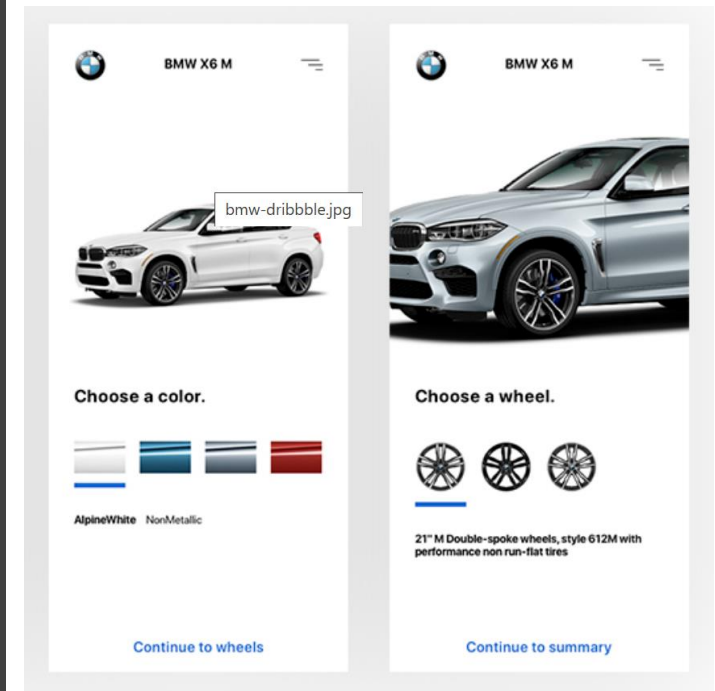 BMW X6 M
bmw-dribbble.jpg
Choose a color.
AlpineWhite NonMetallic
Continue to wheels
BMW X6 M
Choose a wheel.
21" M Double-spoke wheels, style 612M with
performance non run-flat tires
Continue to summary